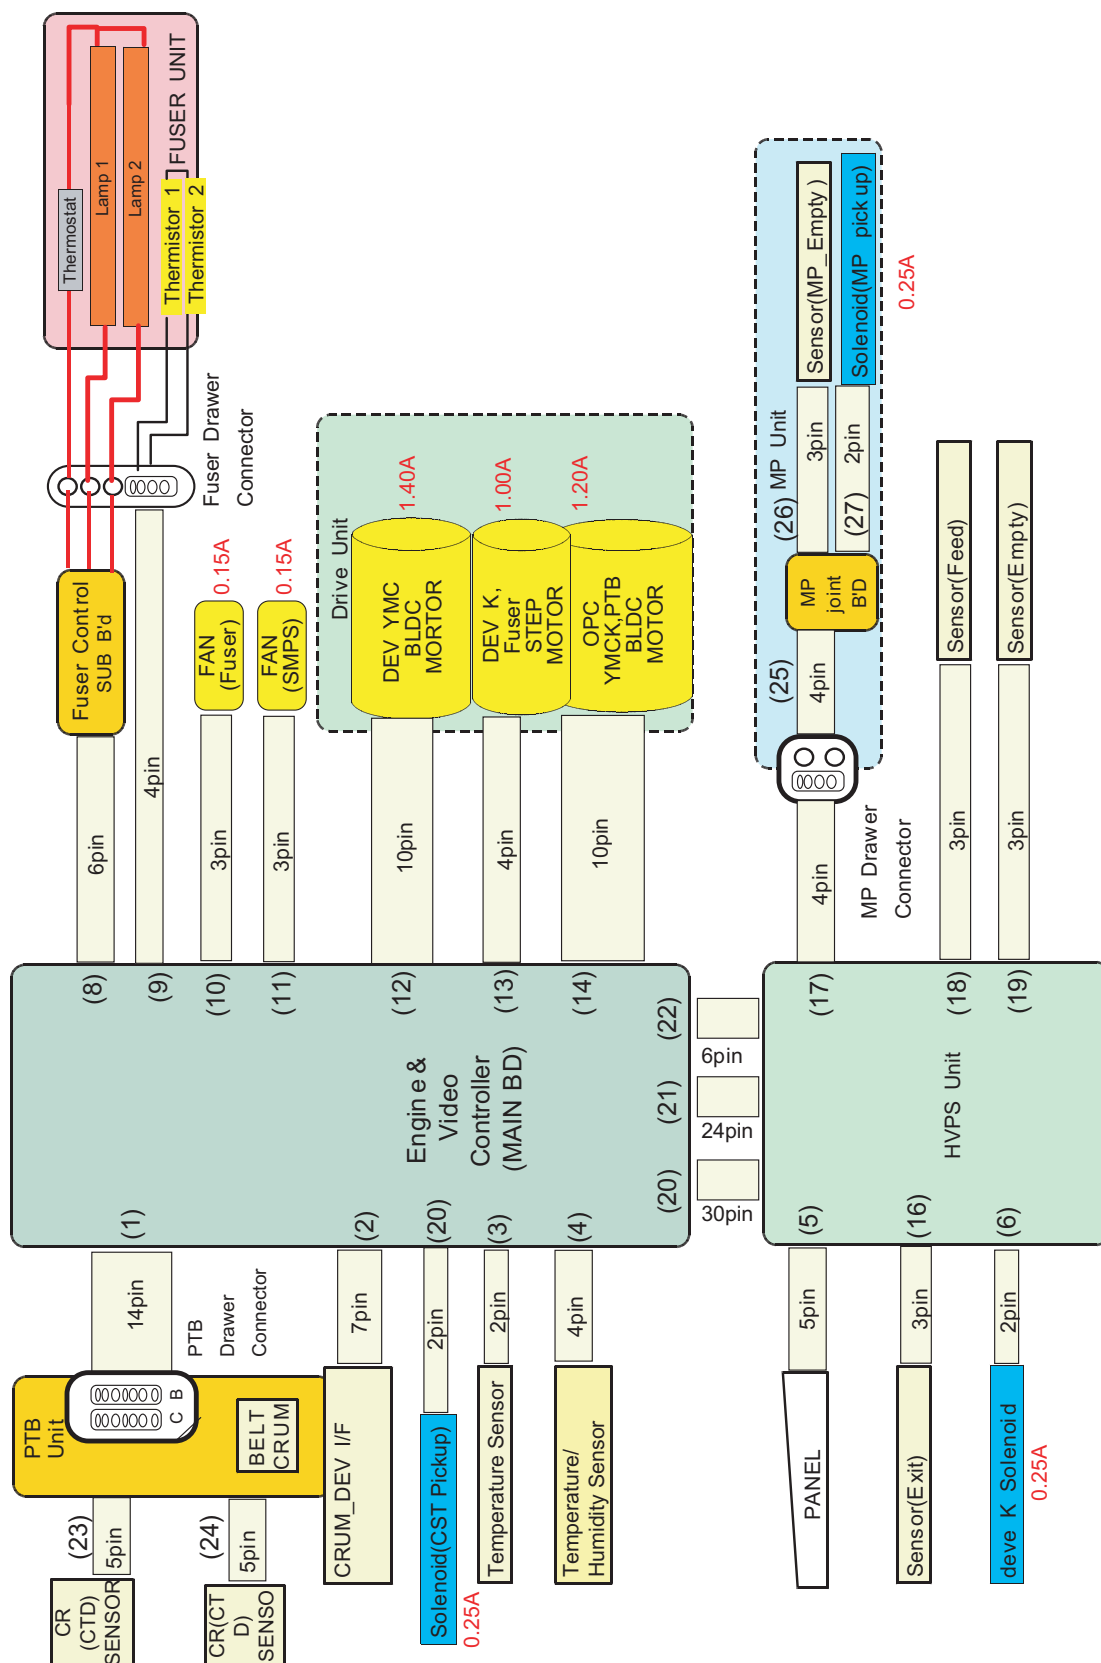 Thermostat
Lamp 1
Lamp 2
Thermistor 1
Thermistor 2
FUSER UNIT
Fuser Drawer
Connector
Fuser Control
SUB B'd
6pin
(8)
4pin
(9)
FAN
(Fuser)
0.15A
3pin
(10)
FAN
(SMPS)
0.15A
3pin
(11)
Drive Unit
DEV YMC
BLDC
MORTOR
1.40A
10pin
(12)
DEV K,
Fuser
STEP
MOTOR
1.00A
4pin
(13)
OPC
YMCK,PTB
BLDC
MOTOR
1.20A
10pin
(14)
Engine &
Video
Controller
(MAIN BD)
(1)
14pin
PTB
Drawer
Connector
PTB
Unit
C B
BELT
CRUM
(23)
5pin
CR
(CTD)
SENSOR
(24)
5pin
CR(CT
D)
SENSO
(2)
7pin
CRUM_DEV I/F
(20)
2pin
Solenoid(CST Pickup)
0.25A
(3)
2pin
Temperature Sensor
(4)
4pin
Temperature/
Humidity Sensor
(22)
6pin
(21)
24pin
(20)
30pin
HVPS Unit
MP Unit
Sensor(MP_Empty )
3pin
(26)
Solenoid(MP pick up)
0.25A
2pin
(27)
MP
joint
B'D
(25)
4pin
MP Drawer
Connector
4pin
(17)
Sensor(Feed)
3pin
(18)
Sensor(Empty)
3pin
(19)
(5)
5pin
PANEL
(16)
3pin
Sensor(Exit)
(6)
2pin
deve K Solenoid
0.25A